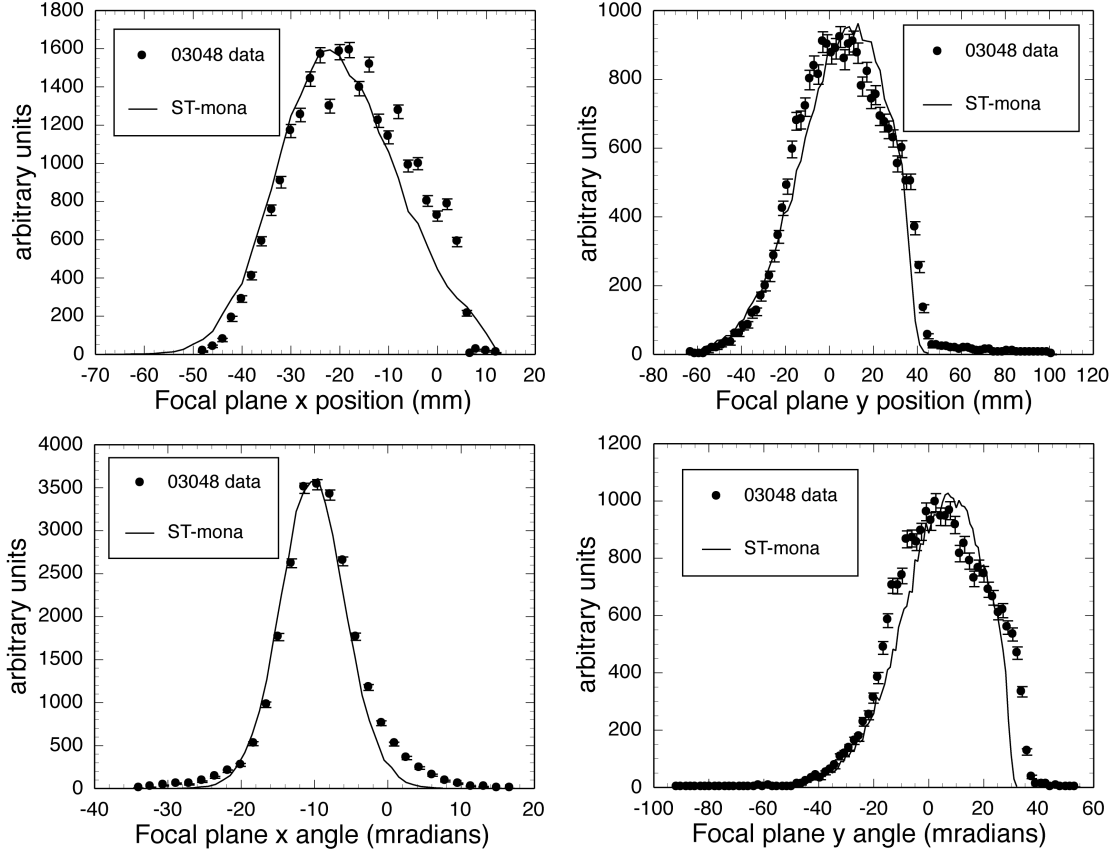 1800
1600
1400
1200
1000
800
600
400
200
0
arbitrary units
03048 data
ST-mona
-70 -60 -50 -40 -30 -20 -10 0 10 20
Focal plane x position (mm)
1000
800
600
400
200
0
arbitrary units
03048 data
ST-mona
-80 -60 -40 -20 0 20 40 60 80 100 120
Focal plane y position (mm)
4000
3500
3000
2500
2000
1500
1000
500
0
arbitrary units
03048 data
ST-mona
-40 -30 -20 -10 0 10 20
Focal plane x angle (mradians)
1200
1000
800
600
400
200
0
arbitrary units
03048 data
ST-mona
-100 -80 -60 -40 -20 0 20 40 60
Focal plane y angle (mradians)